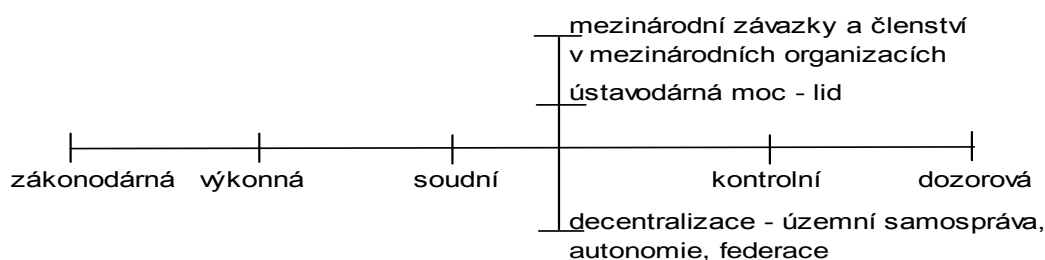 mezinárodní závazky a členství
v mezinárodních organizacích
ústavodárná moc - lid
zákonodárná výkonná soudní kontrolní dozorová
decentralizace - územní samospráva,
autonomie, federace